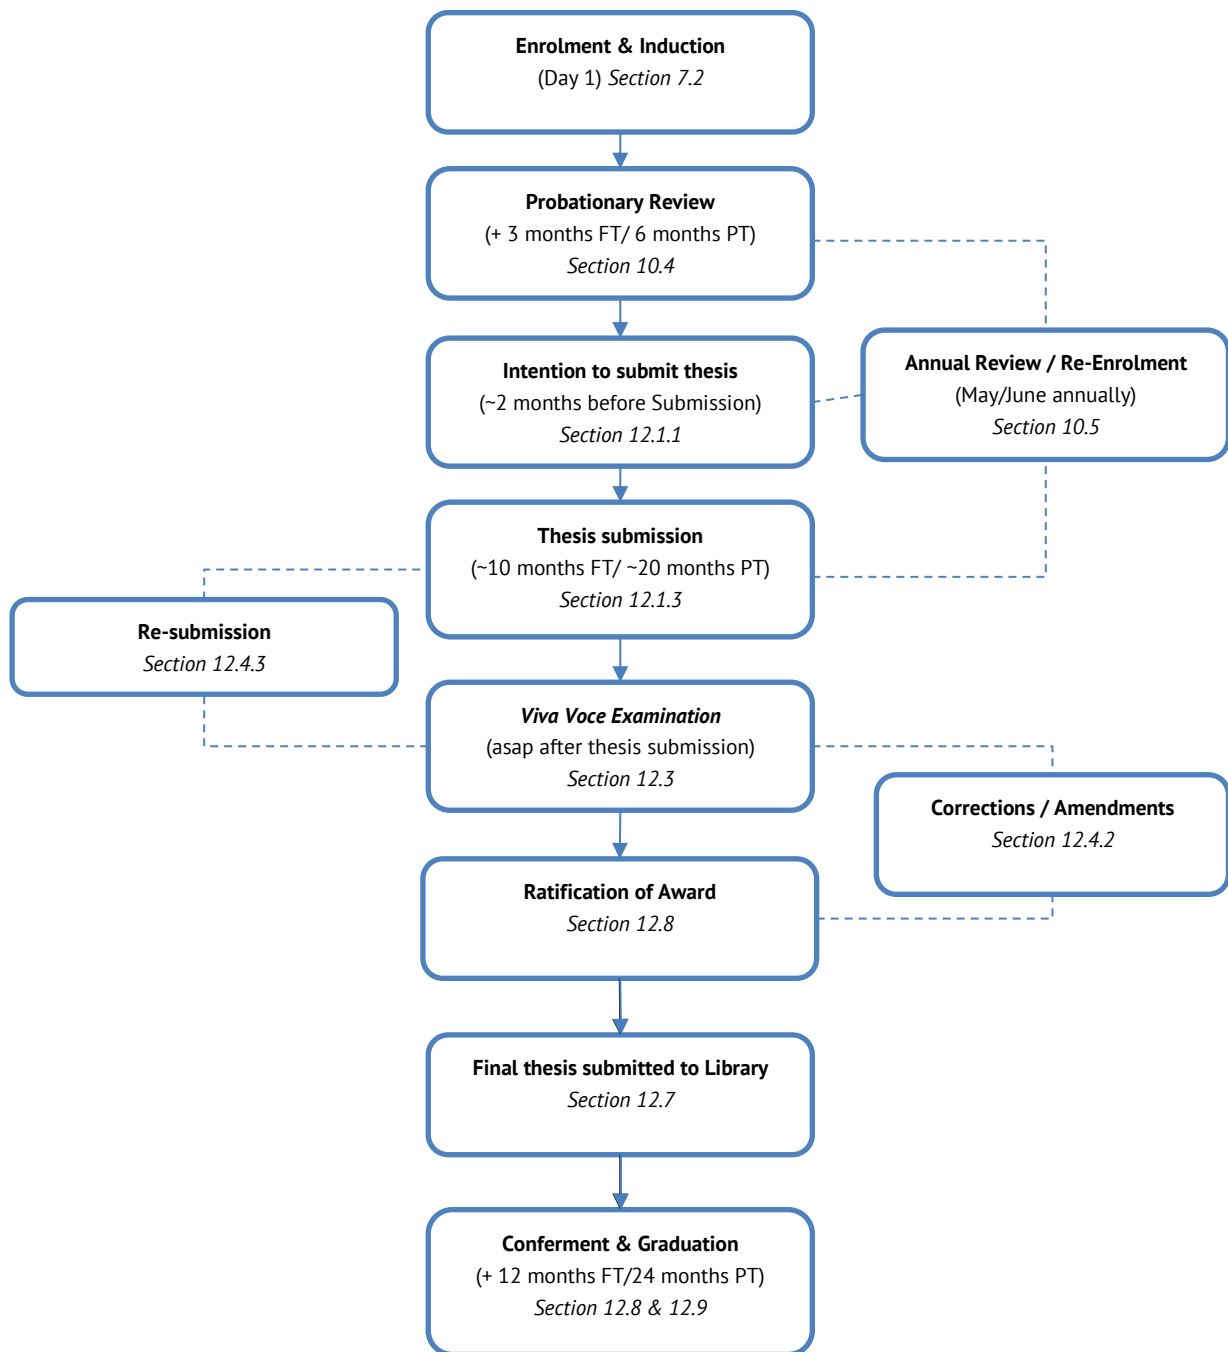 Enrolment & Induction
(Day 1) Section 7.2
Probationary Review
(+ 3 months FT/ 6 months PT)
Section 10.4
Intention to submit thesis
(~2 months before Submission)
Section 12.1.1
Annual Review / Re-Enrolment
(May/June annually)
Section 10.5
Thesis submission
(~10 months FT/ ~20 months PT)
Section 12.1.3
Re-submission
Section 12.4.3
Viva Voce Examination
(asap after thesis submission)
Section 12.3
Corrections / Amendments
Section 12.4.2
Ratification of Award
Section 12.8
Final thesis submitted to Library
Section 12.7
Conferment & Graduation
(+ 12 months FT/24 months PT)
Section 12.8 & 12.9